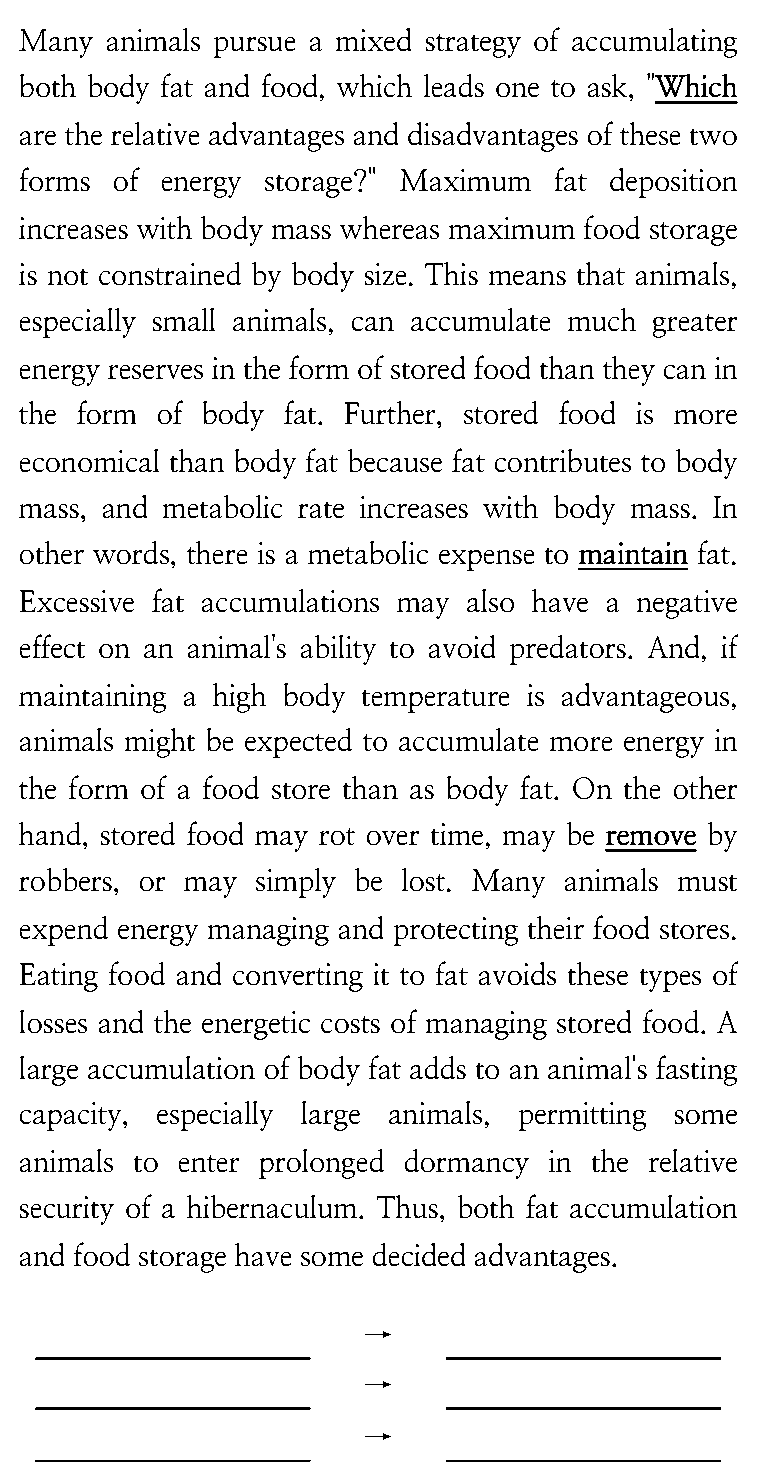 Many animals pursue a mixed strategy of accumulating
both body fat and food, which leads one to ask, "Which
are the relative advantages and disadvantages of these two
forms of energy storage?" Maximum fat deposition
increases with body mass whereas maximum food storage
is not constrained by body size. This means that animals,
especially small animals, can accumulate much greater
energy reserves in the form of stored food than they can in
the form of body fat. Further, stored food is more
economical than body fat because fat contributes to body
mass, and metabolic rate increases with body mass. In
other words, there is a metabolic expense to maintain fat.
Excessive fat accumulations may also have a negative
effect on an animal's ability to avoid predators. And, if
maintaining a high body temperature is advantageous,
animals might be expected to accumulate more energy in
the form of a food store than as body fat. On the other
hand, stored food may rot over time, may be remove by
robbers, or may simply be lost. Many animals must
expend energy managing and protecting their food stores.
Eating food and converting it to fat avoids these types of
losses and the energetic costs of managing stored food. A
large accumulation of body fat adds to an animal's fasting
capacity, especially large animals, permitting some
animals to enter prolonged dormancy in the relative
security of a hibernaculum. Thus, both fat accumulation
and food storage have some decided advantages.
→
→
→